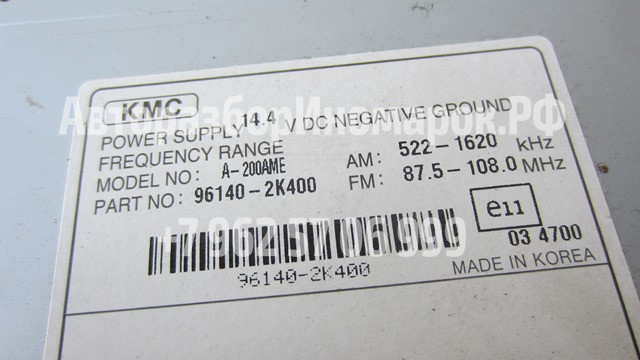 KMC
POWER SUPPLY 14.4 V DC NEGATIVE GROUND
FREQUENCY RANGE AM: 522-1620 kHz
MODEL NO: A-200AME FM: 87.5-108.0 MHz
PART NO: 96140-2K400
e11
03 4700
96140-2K400
MADE IN KOREA
АвторазборИномарок.РФ